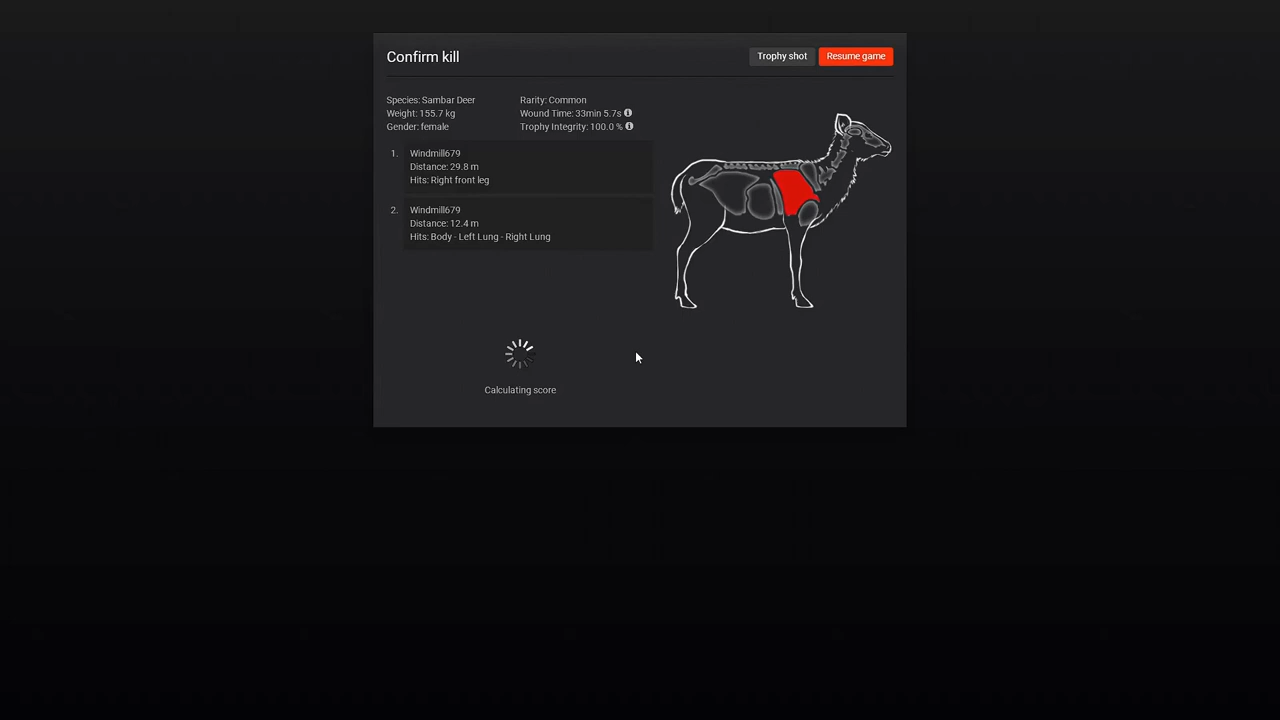 Confirm kill
Trophy shot
Resume game
Species: Sambar Deer
Weight: 155.7 kg
Gender: female
Rarity: Common
Wound Time: 33min 5.7s
Trophy Integrity: 100.0 %
1. Windmill679
Distance: 29.8 m
Hits: Right front leg
2. Windmill679
Distance: 12.4 m
Hits: Body - Left Lung - Right Lung
Calculating score